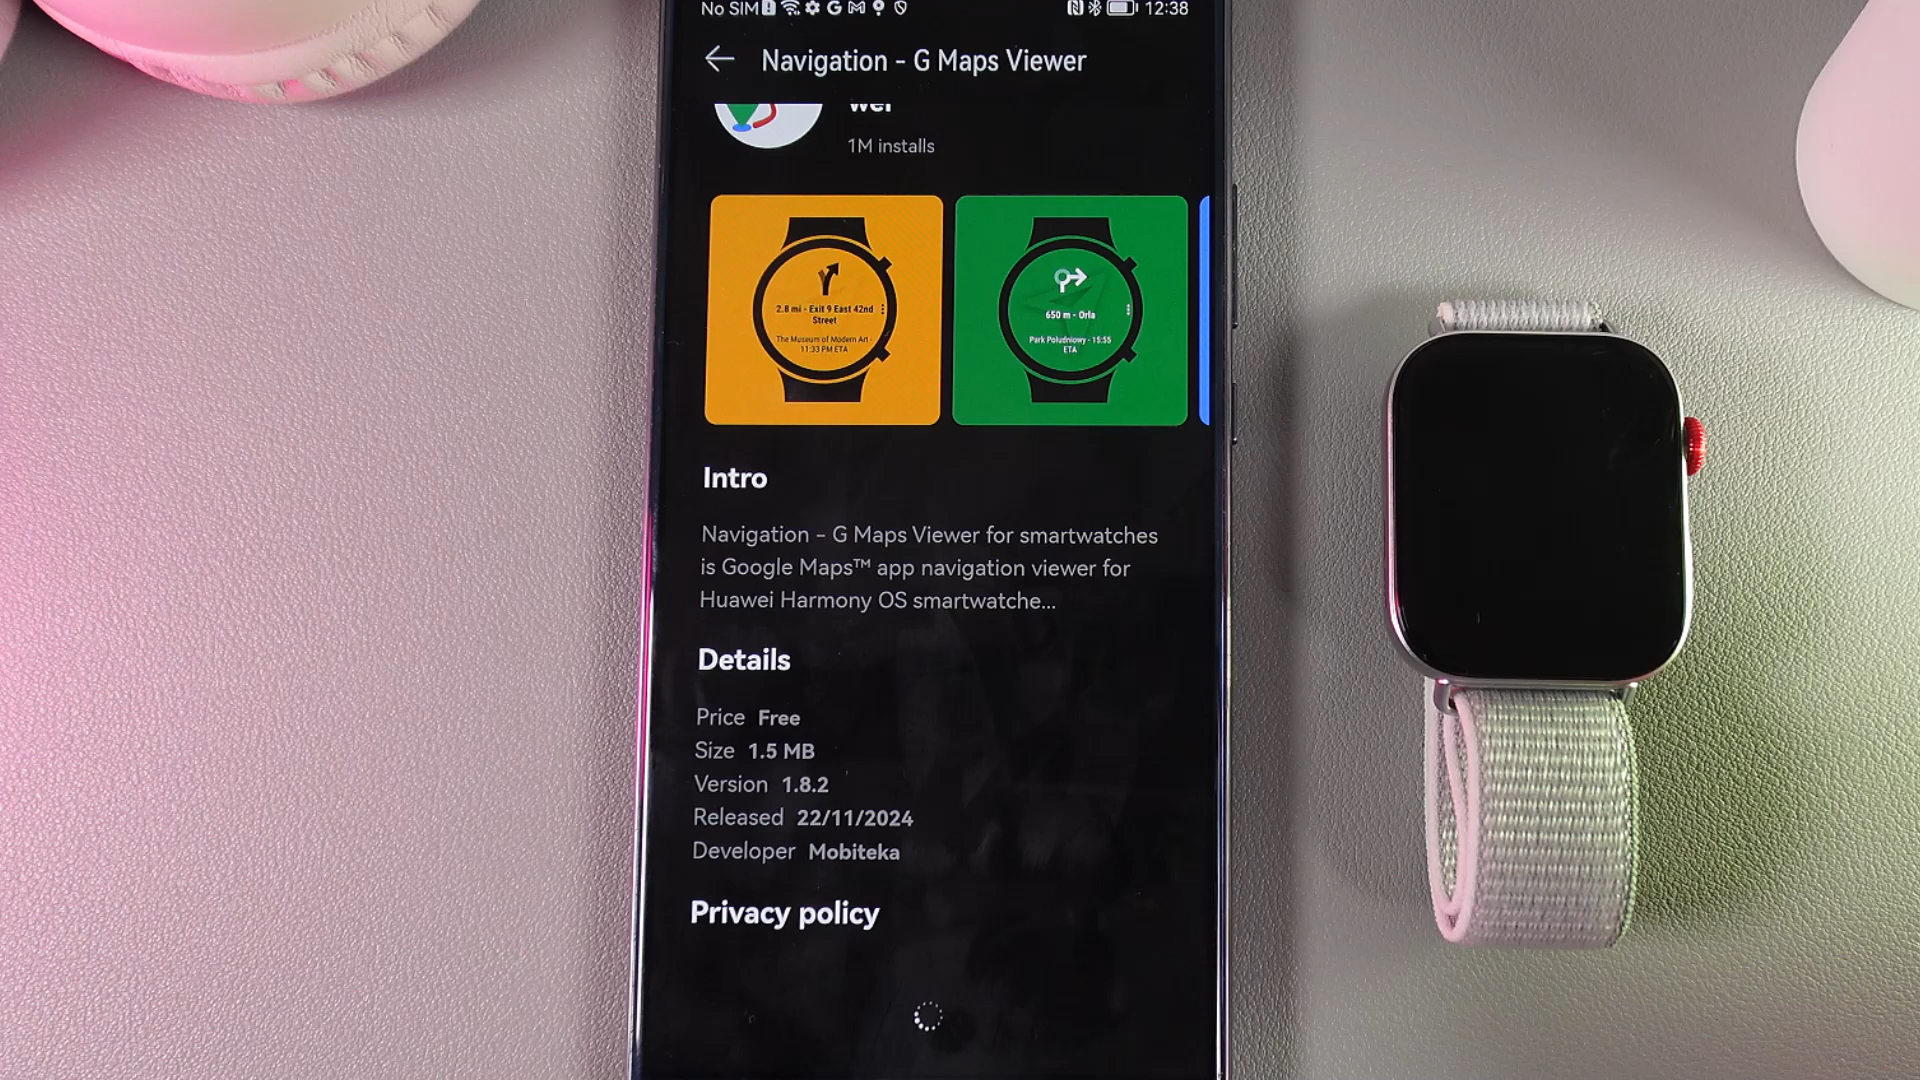 No SIM 12:38
Navigation - G Maps Viewer
wer
1M installs
2.8 mi - Exit 9 East 42nd
Street
The Museum of Modern Art -
11:33 PM ETA
650 m - Orla
Park Południowy - 15:55
ETA
Intro
Navigation - G Maps Viewer for smartwatches
is Google Maps™ app navigation viewer for
Huawei Harmony OS smartwatche...
Details
Price Free
Size 1.5 MB
Version 1.8.2
Released 22/11/2024
Developer Mobiteka
Privacy policy